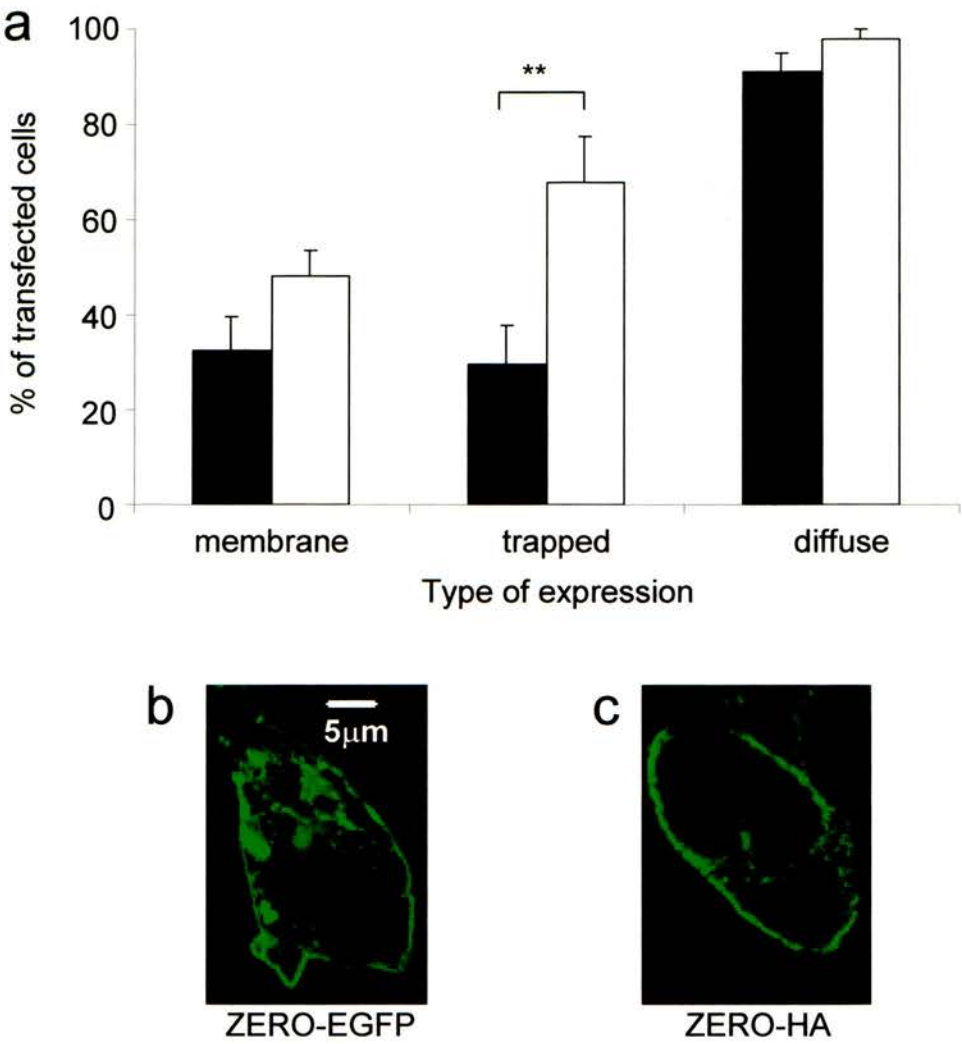 a
% of transfected cells
100
80
60
40
20
0
**
membrane trapped diffuse
Type of expression
b
5μm
ZERO-EGFP
c
ZERO-HA